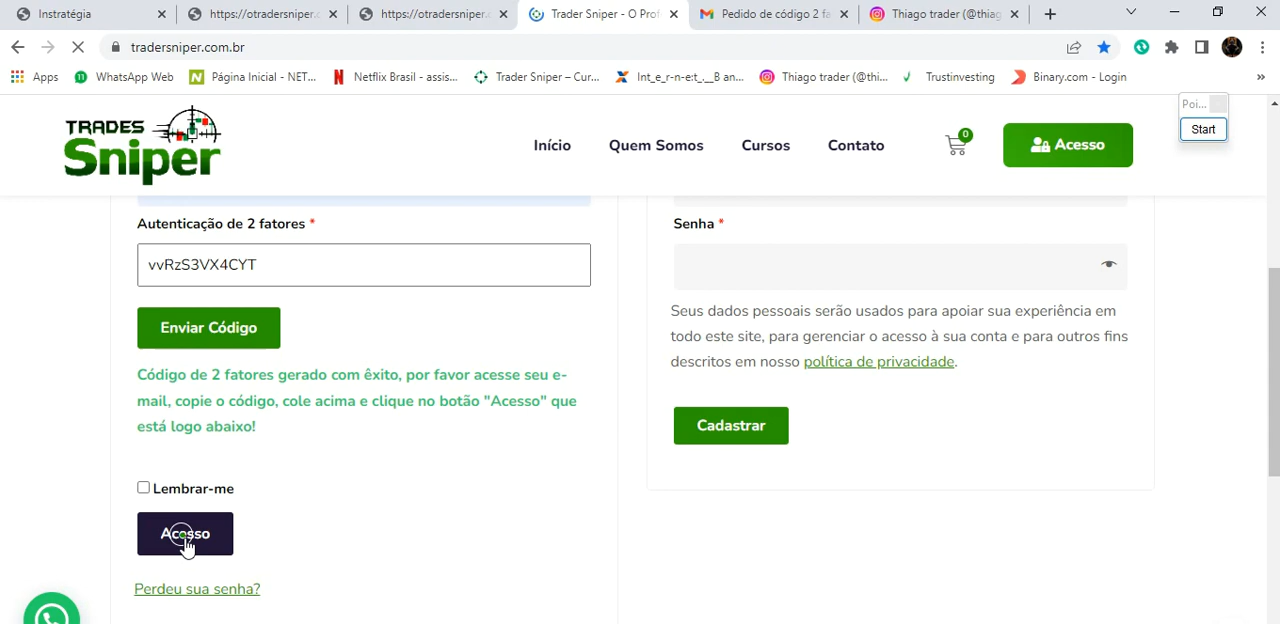 Instratégia
https://otradersniper.c
https://otradersniper.
Trader Sniper - O Prof
Pedido de código 2 fa
Thiago trader (@thiag
tradersniper.com.br
Apps
WhatsApp Web
Página Inicial - NET...
Netflix Brasil - assis...
Trader Sniper – Cur...
Int_e_r-n=e:t_._B an...
Thiago trader (@thi...
Trustinvesting
Binary.com - Login
»
Poi...
Start
TRADES
Sniper
Início
Quem Somos
Cursos
Contato
0
Acesso
Autenticação de 2 fatores *
vvRzS3VX4CYT
Enviar Código
Código de 2 fatores gerado com êxito, por favor acesse seu e-
mail, copie o código, cole acima e clique no botão "Acesso" que
está logo abaixo!
Lembrar-me
Acesso
Perdeu sua senha?
Senha *
Seus dados pessoais serão usados para apoiar sua experiência em
todo este site, para gerenciar o acesso à sua conta e para outros fins
descritos em nosso política de privacidade.
Cadastrar